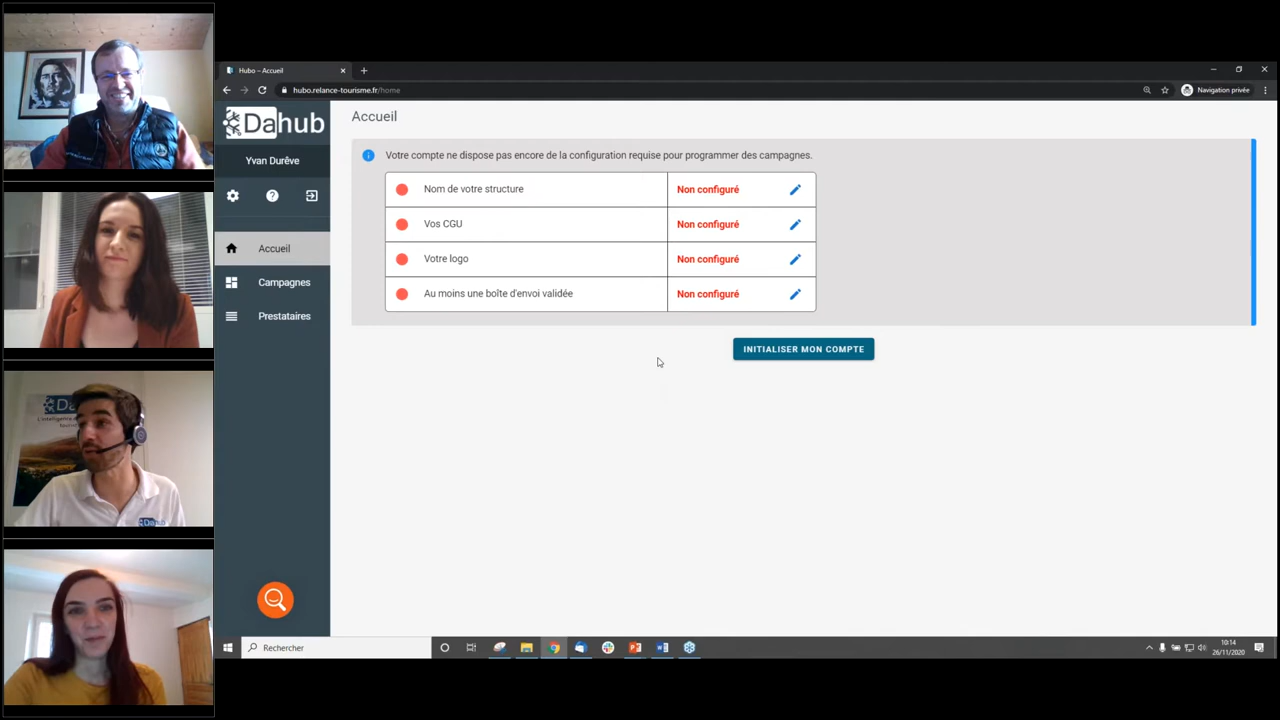 Hubo – Accueil
hubo.relance-tourisme.fr/home
Navigation privée
Dahub
Yvan Durêve
Accueil
Campagnes
Prestataires
Accueil
Votre compte ne dispose pas encore de la configuration requise pour programmer des campagnes.
Nom de votre structure Non configuré
Vos CGU Non configuré
Votre logo Non configuré
Au moins une boîte d'envoi validée Non configuré
INITIALISER MON COMPTE
Rechercher
10:14
26/11/2020
Dahub